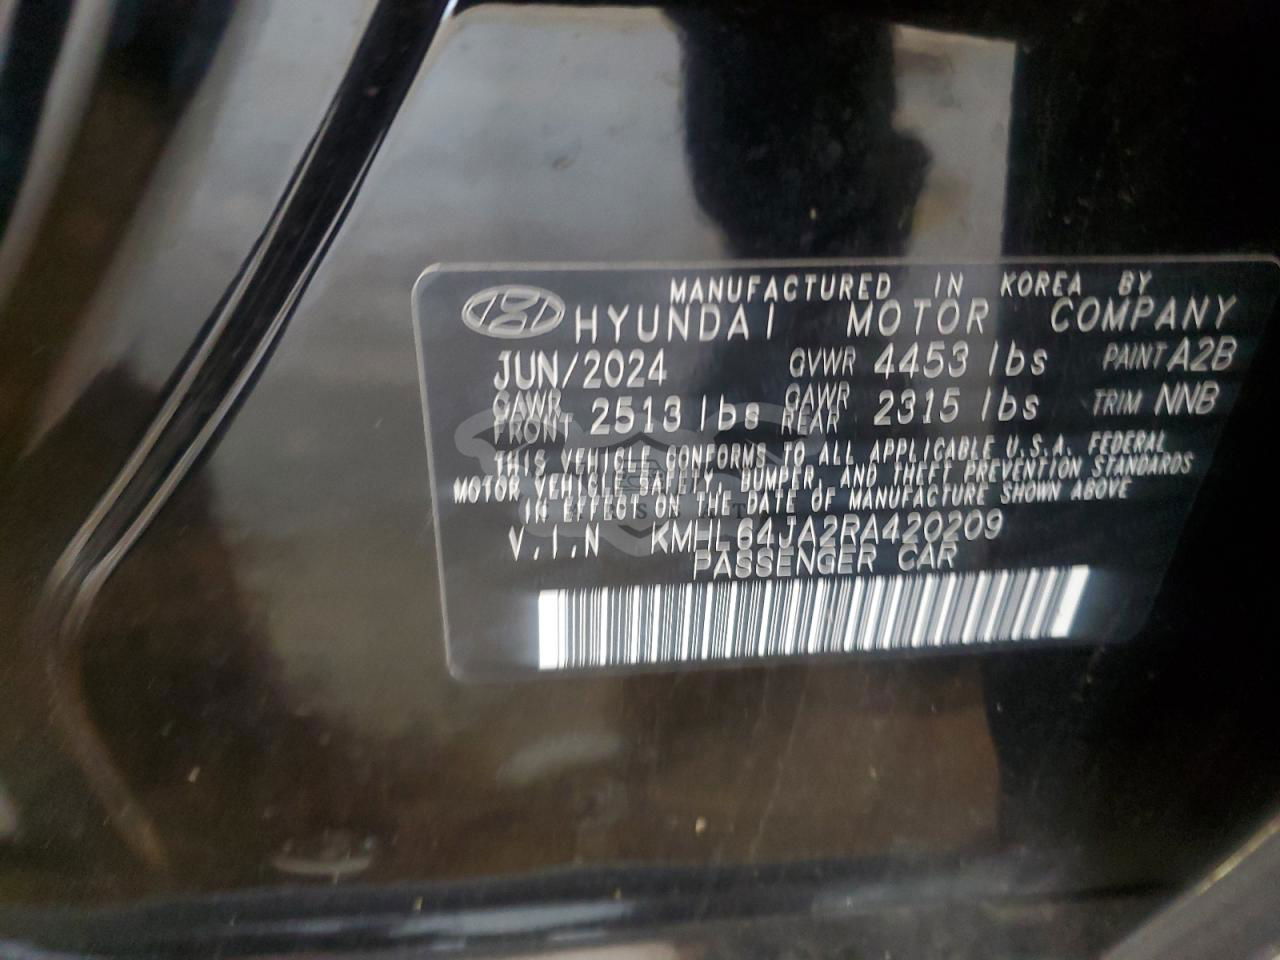 MANUFACTURED IN KOREA BY
HYUNDAI MOTOR COMPANY
JUN/2024 GVWR 4453 lbs PAINT A2B
GAWR FRONT 2513 lbs GAWR REAR 2315 lbs TRIM NNB
THIS VEHICLE CONFORMS TO ALL APPLICABLE U.S.A. FEDERAL
MOTOR VEHICLE SAFETY, BUMPER, AND THEFT PREVENTION STANDARDS
IN EFFECT ON THE DATE OF MANUFACTURE SHOWN ABOVE
V.I.N KMHL64JA2RA420209
PASSENGER CAR